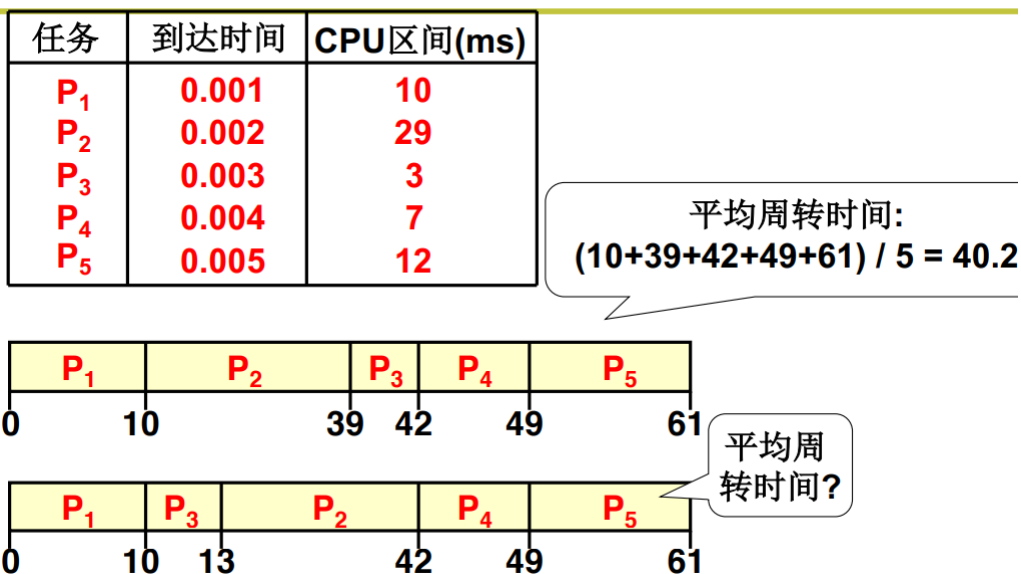 任务 到达时间 CPU区间(ms)
P₁ 0.001 10
P₂ 0.002 29
P₃ 0.003 3
P₄ 0.004 7
P₅ 0.005 12
平均周转时间:
(10+39+42+49+61) / 5 = 40.2
P₁ P₂ P₃ P₄ P₅
0 10 39 42 49 61
平均周
转时间?
P₁ P₃ P₂ P₄ P₅
0 10 13 42 49 61